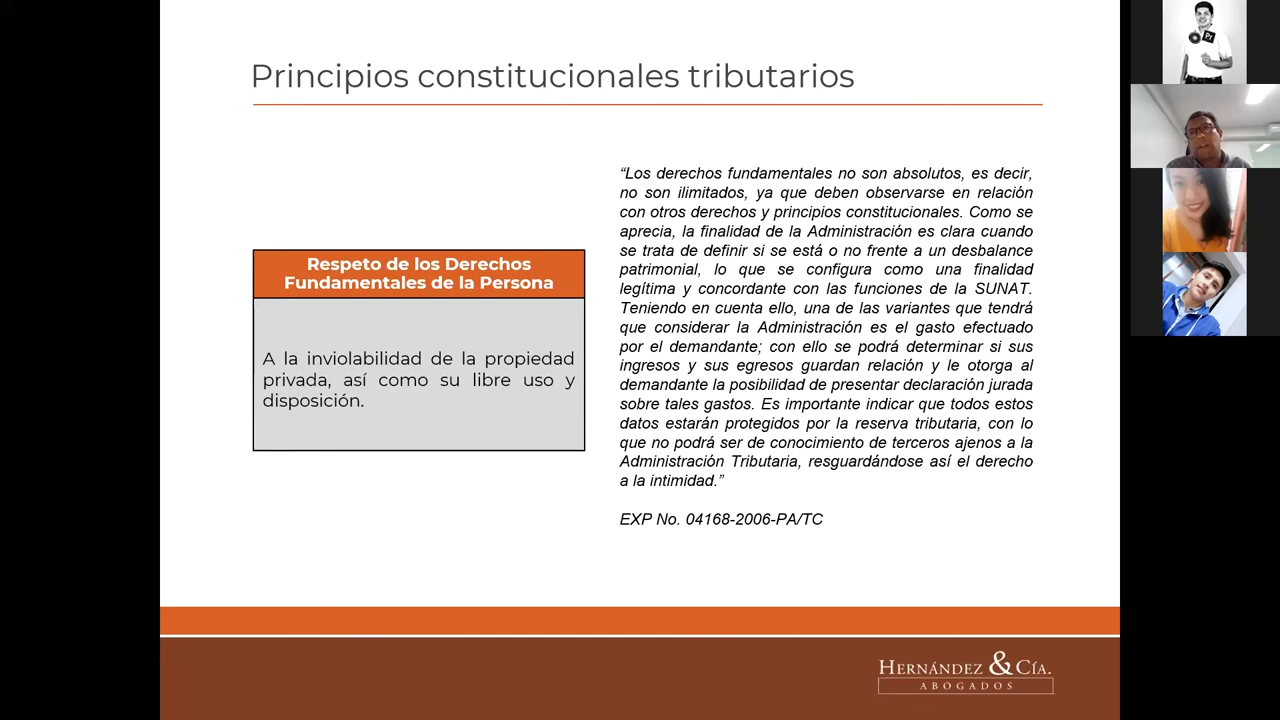 Principios constitucionales tributarios
Respeto de los Derechos
Fundamentales de la Persona
A la inviolabilidad de la propiedad
privada, así como su libre uso y
disposición.
“Los derechos fundamentales no son absolutos, es decir,
no son ilimitados, ya que deben observarse en relación
con otros derechos y principios constitucionales. Como se
aprecia, la finalidad de la Administración es clara cuando
se trata de definir si se está o no frente a un desbalance
patrimonial, lo que se configura como una finalidad
legítima y concordante con las funciones de la SUNAT.
Teniendo en cuenta ello, una de las variantes que tendrá
que considerar la Administración es el gasto efectuado
por el demandante; con ello se podrá determinar si sus
ingresos y sus egresos guardan relación y le otorga al
demandante la posibilidad de presentar declaración jurada
sobre tales gastos. Es importante indicar que todos estos
datos estarán protegidos por la reserva tributaria, con lo
que no podrá ser de conocimiento de terceros ajenos a la
Administración Tributaria, resguardándose así el derecho
a la intimidad.”
EXP No. 04168-2006-PA/TC
HERNÁNDEZ & CÍA.
ABOGADOS
Pr